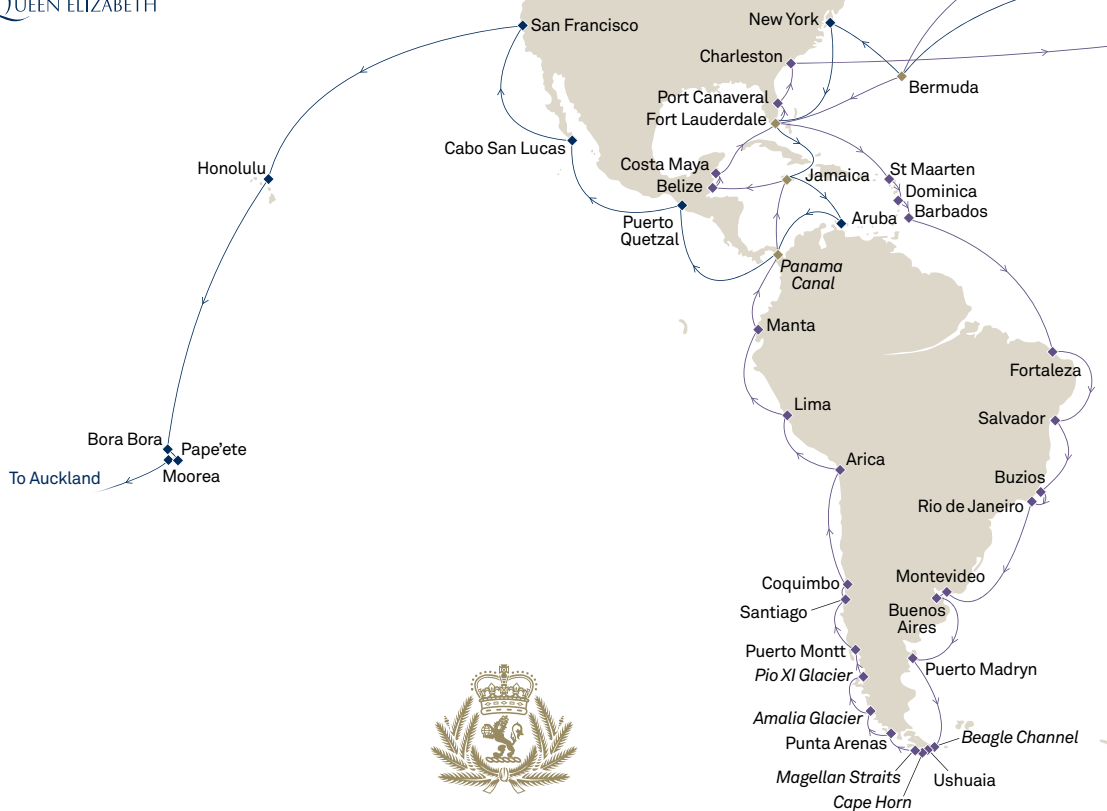 QUEEN ELIZABETH
San Francisco
New York
Charleston
Bermuda
Port Canaveral
Fort Lauderdale
Cabo San Lucas
Honolulu
Costa Maya
Belize
Jamaica
St Maarten
Dominica
Barbados
Aruba
Puerto
Quetzal
Panama
Canal
Manta
Fortaleza
Lima
Salvador
Bora Bora
Pape'ete
Moorea
To Auckland
Arica
Buzios
Rio de Janeiro
Coquimbo
Santiago
Montevideo
Buenos
Aires
Puerto Montt
Pio XI Glacier
Puerto Madryn
Amalia Glacier
Punta Arenas
Beagle Channel
Magellan Straits
Ushuaia
Cape Horn